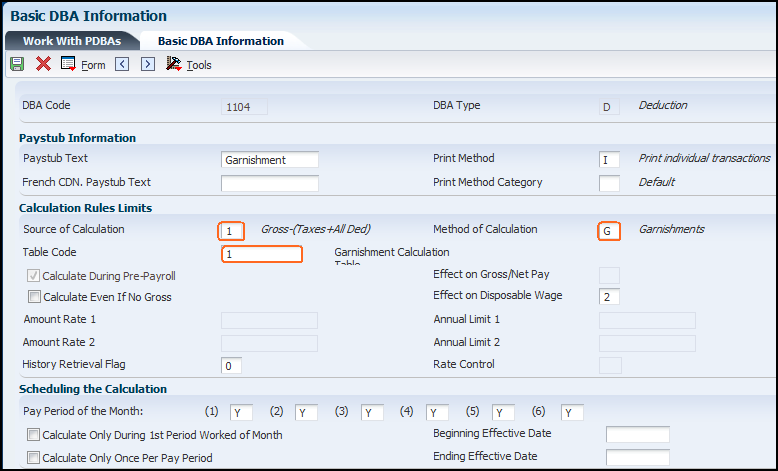 Basic DBA Information
Work With PDBAs Basic DBA Information
Form Tools
DBA Code 1104 DBA Type D Deduction
Paystub Information
Paystub Text Garnishment Print Method I Print individual transactions
French CDN. Paystub Text Print Method Category Default
Calculation Rules Limits
Source of Calculation 1 Gross-(Taxes+All Ded) Method of Calculation G Garnishments
Table Code 1 Garnishment Calculation
Table
Calculate During Pre-Payroll Effect on Gross/Net Pay
Calculate Even If No Gross Effect on Disposable Wage 2
Amount Rate 1 Annual Limit 1
Amount Rate 2 Annual Limit 2
History Retrieval Flag 0 Rate Control
Scheduling the Calculation
Pay Period of the Month: (1) Y (2) Y (3) Y (4) Y (5) Y (6) Y
Calculate Only During 1st Period Worked of Month Beginning Effective Date
Calculate Only Once Per Pay Period Ending Effective Date